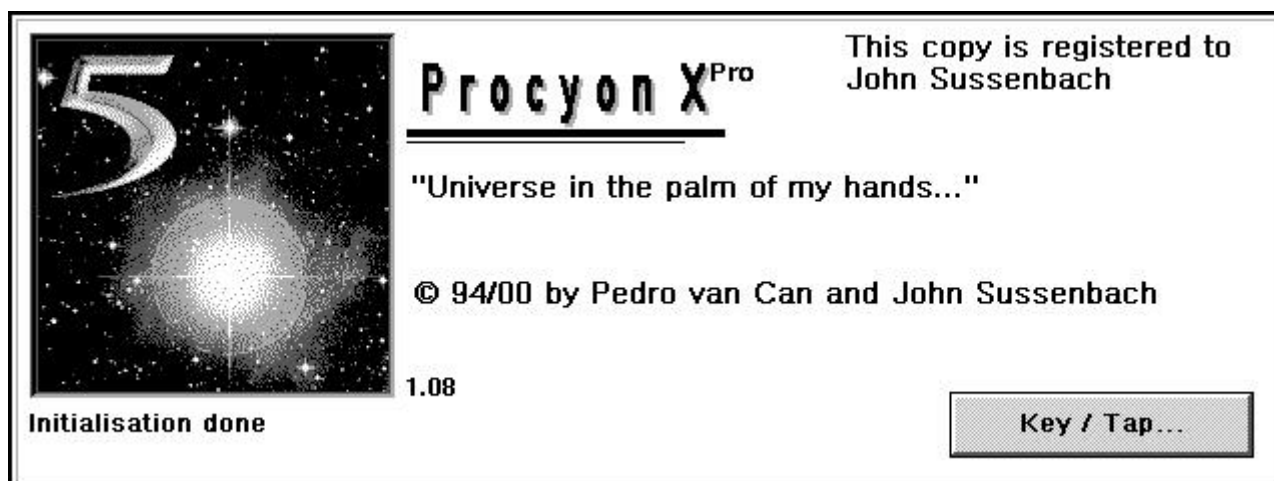 5
Procyon X Pro
This copy is registered to
John Sussenbach
"Universe in the palm of my hands..."
© 94/00 by Pedro van Can and John Sussenbach
1.08
Initialisation done
Key / Tap...